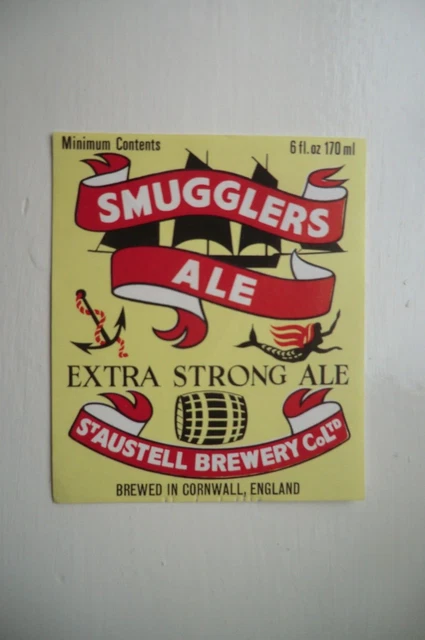 Minimum Contents 6 fl. oz 170 ml
SMUGGLERS
ALE
EXTRA STRONG ALE
ST AUSTELL BREWERY Co LTD
BREWED IN CORNWALL, ENGLAND